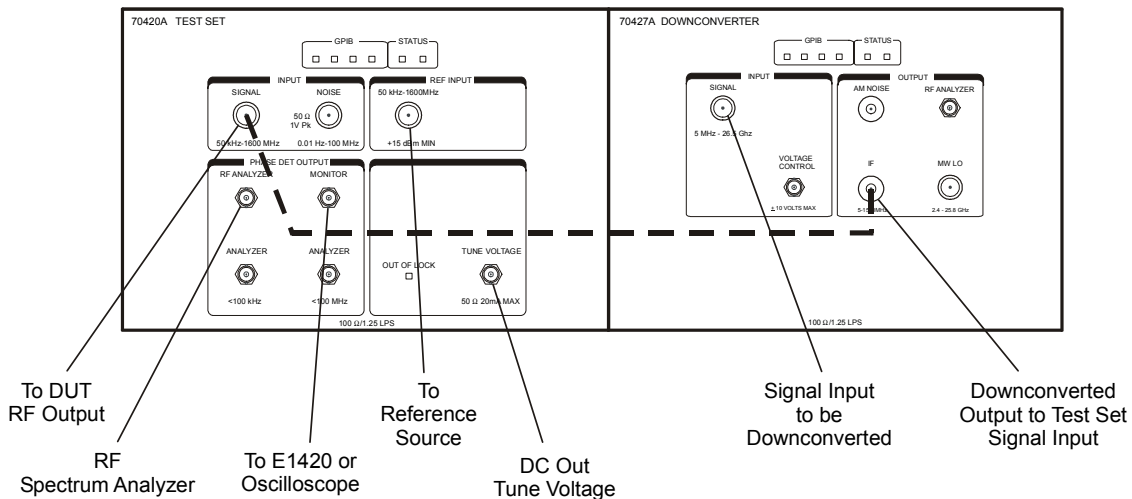 70420A TEST SET
GPIB
STATUS
INPUT
SIGNAL
NOISE
50 Ω
1V Pk
50 kHz-1600 MHz
0.01 Hz-100 MHz
REF INPUT
50 kHz-1600MHz
+15 dBm MIN
PHASE DET OUTPUT
RF ANALYZER
MONITOR
ANALYZER
ANALYZER
<100 kHz
<100 MHz
OUT OF LOCK
TUNE VOLTAGE
50 Ω 20mA MAX
100 Ω/1.25 LPS
70427A DOWNCONVERTER
GPIB
STATUS
INPUT
SIGNAL
5 MHz - 26.5 Ghz
VOLTAGE
CONTROL
± 10 VOLTS MAX
OUTPUT
AM NOISE
RF ANALYZER
IF
MW LO
2.4 - 25.8 GHz
100 Ω/1.25 LPS
To DUT
RF Output
RF
Spectrum Analyzer
To E1420 or
Oscilloscope
To
Reference
Source
DC Out
Tune Voltage
Signal Input
to be
Downconverted
Downconverted
Output to Test Set
Signal Input